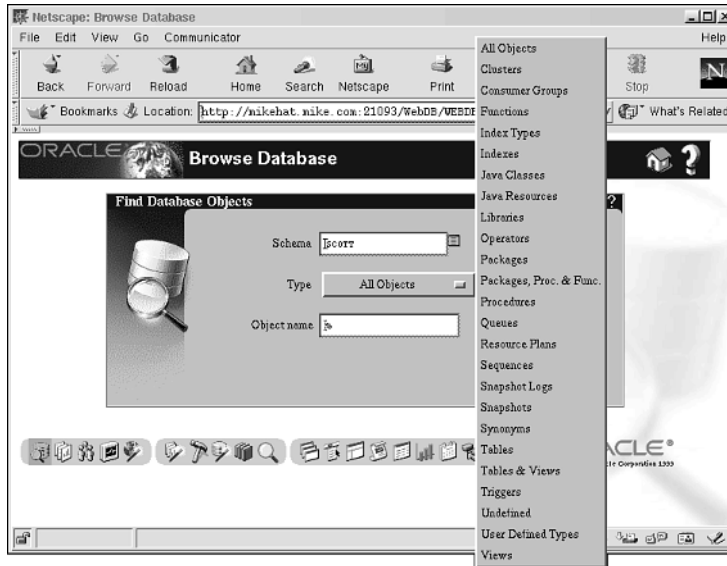 Netscape: Browse Database
File Edit View Go Communicator Help
Back Forward Reload Home Search Netscape Print Stop
Bookmarks Location: http://mikehat.mike.com:21093/WebDB/WEBDB What's Related
ORACLE Browse Database
Find Database Objects
Schema SCOTT
Type All Objects
Object name %
All Objects
Clusters
Consumer Groups
Functions
Index Types
Indexes
Java Classes
Java Resources
Libraries
Operators
Packages
Packages, Proc. & Func.
Procedures
Queues
Resource Plans
Sequences
Snapshot Logs
Snapshots
Synonyms
Tables
Tables & Views
Triggers
Undefined
User Defined Types
Views
ACLE®
le Corporation 1999